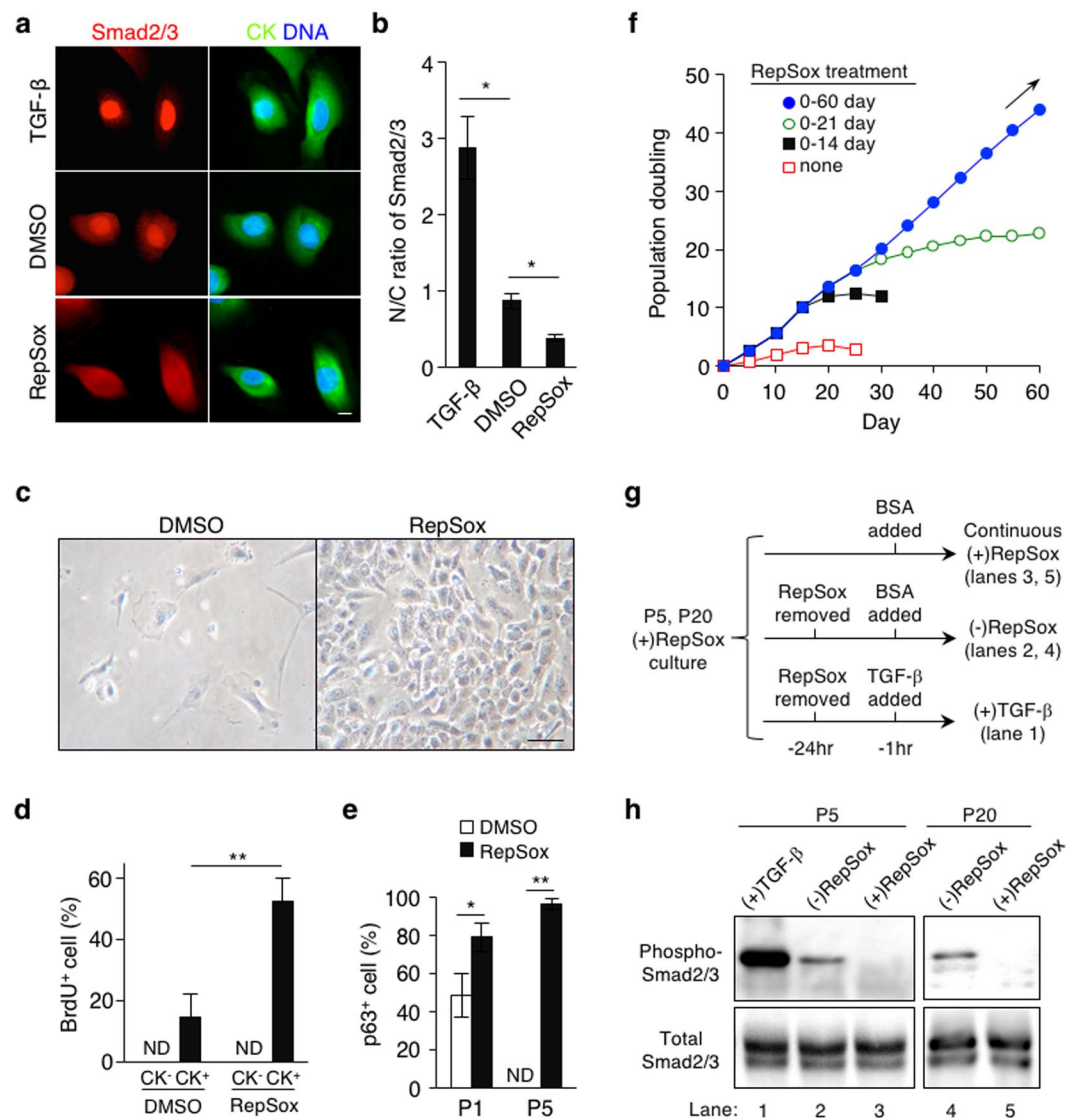 a
Smad2/3
CK DNA
TGF-β
DMSO
RepSox
b
N/C ratio of Smad2/3
4
3
2
1
0
*
*
TGF-β
DMSO
RepSox
f
Population doubling
50
40
30
20
10
0
RepSox treatment
0-60 day
0-21 day
0-14 day
none
0 10 20 30 40 50 60
Day
c
DMSO
RepSox
g
P5, P20
(+)RepSox
culture
BSA
added
Continuous
(+)RepSox
(lanes 3, 5)
RepSox
removed
BSA
added
(-)RepSox
(lanes 2, 4)
RepSox
removed
TGF-β
added
(+)TGF-β
(lane 1)
-24hr
-1hr
d
BrdU+ cell (%)
60
40
20
0
**
ND
ND
CK- CK+
CK- CK+
DMSO
RepSox
e
DMSO
RepSox
p63+ cell (%)
100
80
60
40
20
0
*
**
ND
P1
P5
h
P5
P20
(+)TGF-β
(-)RepSox
(+)RepSox
(-)RepSox
(+)RepSox
Phospho-
Smad2/3
Total
Smad2/3
Lane: 1 2 3 4 5